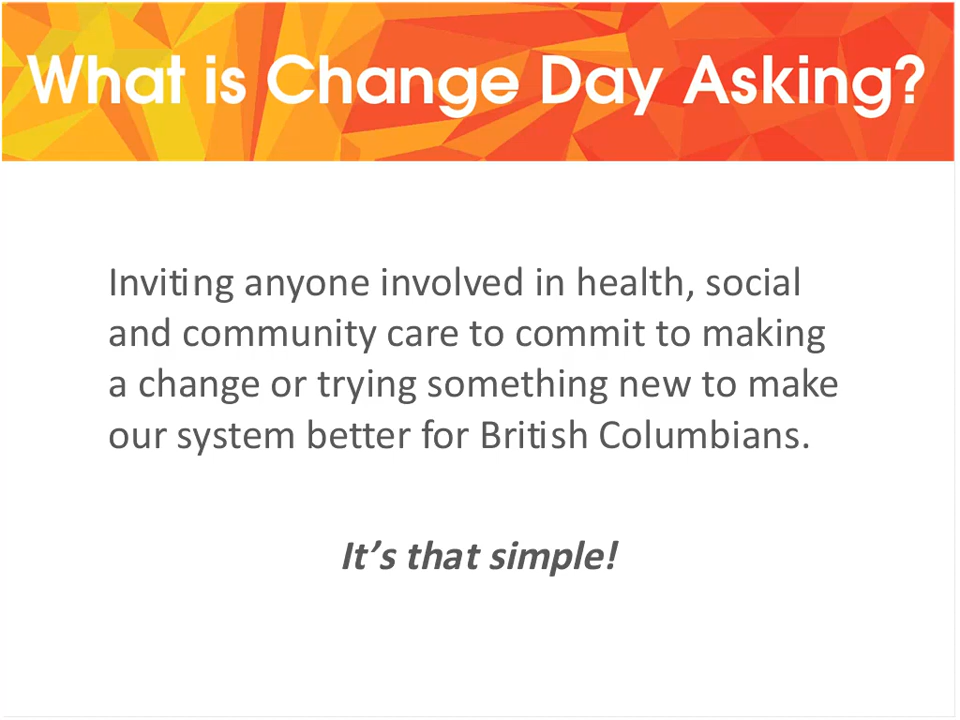 What is Change Day Asking?
Inviting anyone involved in health, social
and community care to commit to making
a change or trying something new to make
our system better for British Columbians.
It’s that simple!